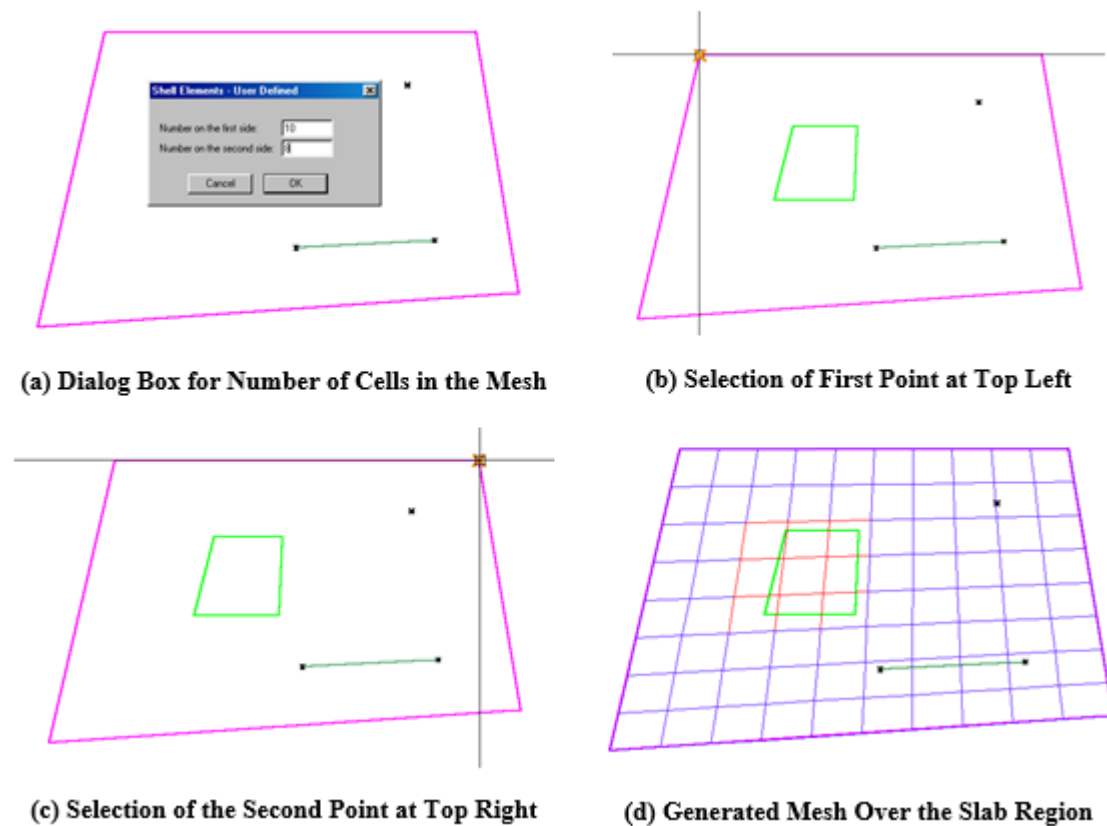 Shell Elements - User Defined
Number on the first side: 10
Number on the second side: 8
Cancel OK
(a) Dialog Box for Number of Cells in the Mesh
(b) Selection of First Point at Top Left
(c) Selection of the Second Point at Top Right
(d) Generated Mesh Over the Slab Region